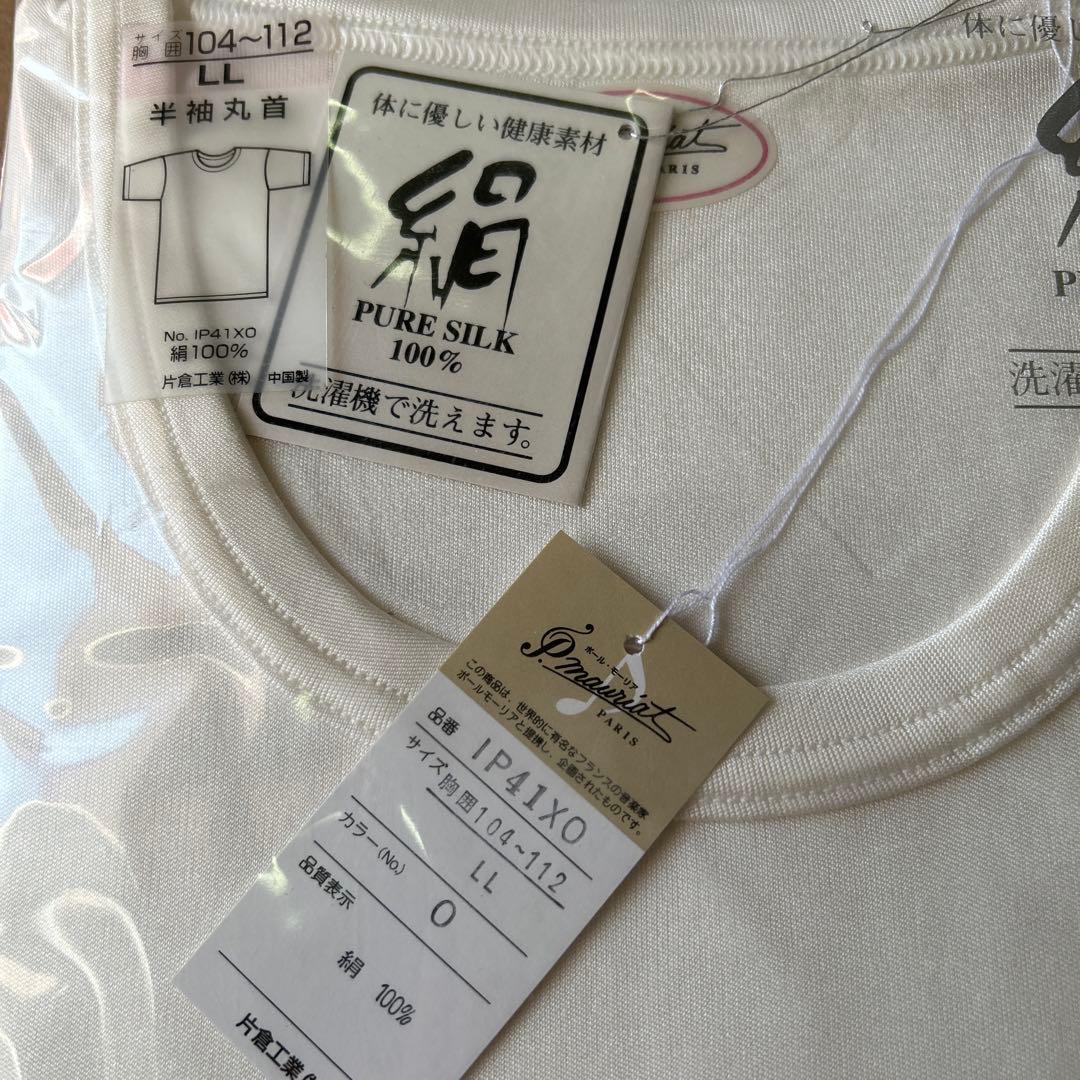 サイズ
胸囲104~112
LL
半袖丸首
No. IP41X0
絹100%
片倉工業(株) 中国製
体に優しい健康素材
絹
PURE SILK
100%
洗濯機で洗えます。
PARIS
体に優し
洗濯
ポール・モーリア
P. mauriat
PARIS
この商品は、世界的に有名なフランスの音楽家
ポールモーリアと提携し、企画されたものです。
品番 IP41X0
サイズ 胸囲104~112
LL
カラー(No.) 0
品質表示
絹 100%
片倉工業